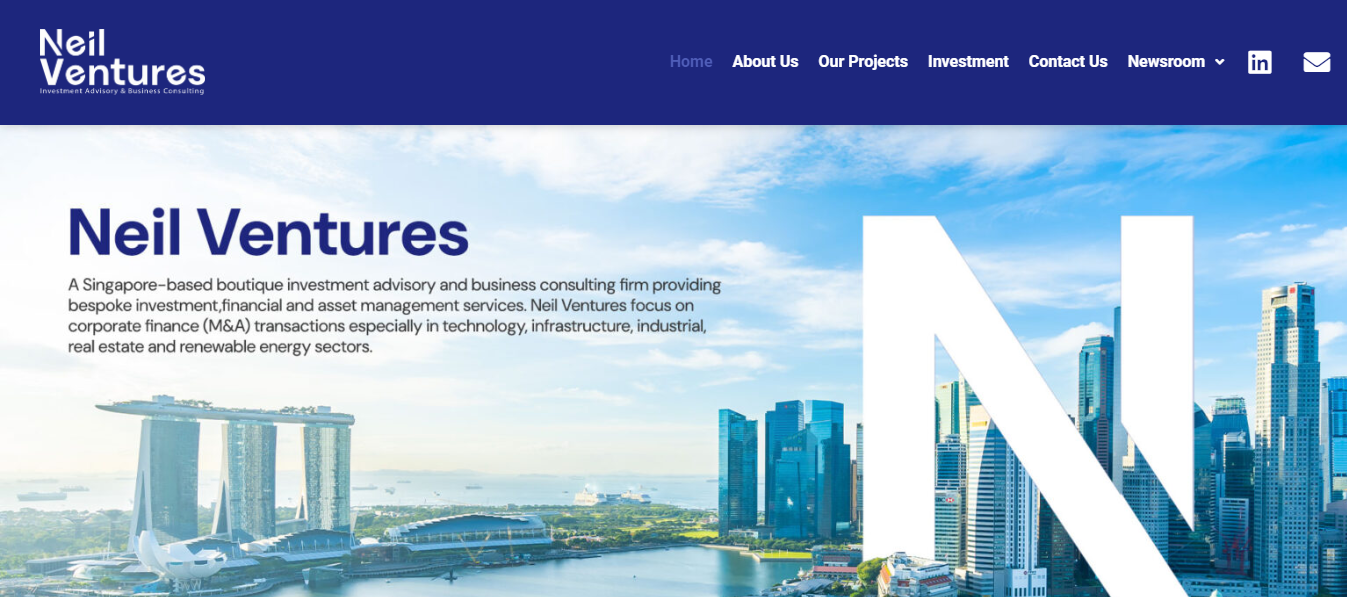 Neil
Ventures
Investment Advisory & Business Consulting
Home About Us Our Projects Investment Contact Us Newsroom
Neil Ventures
A Singapore-based boutique investment advisory and business consulting firm providing
bespoke investment,financial and asset management services. Neil Ventures focus on
corporate finance (M&A) transactions especially in technology, infrastructure, industrial,
real estate and renewable energy sectors.
N